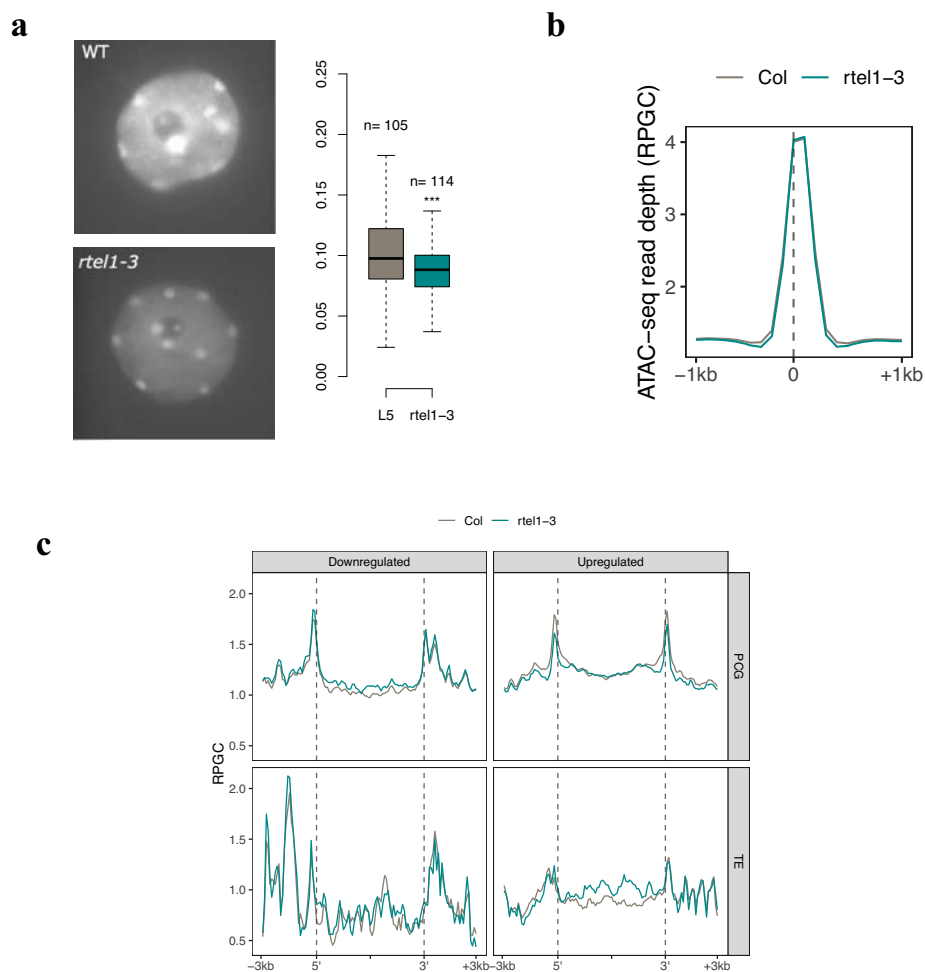 a
WT
rtel1-3
0.25
0.20
0.15
0.10
0.05
0.00
n= 105
n= 114
***
L5 rtel1−3
b
Col rtel1−3
ATAC−seq read depth (RPGC)
4
3
2
−1kb 0 +1kb
c
Col rtel1−3
Downregulated Upregulated
2.0
1.5
1.0
0.5
PCG
RPGC
2.0
1.5
1.0
0.5
TE
−3kb 5' 3' +3kb −3kb 5' 3' +3kb